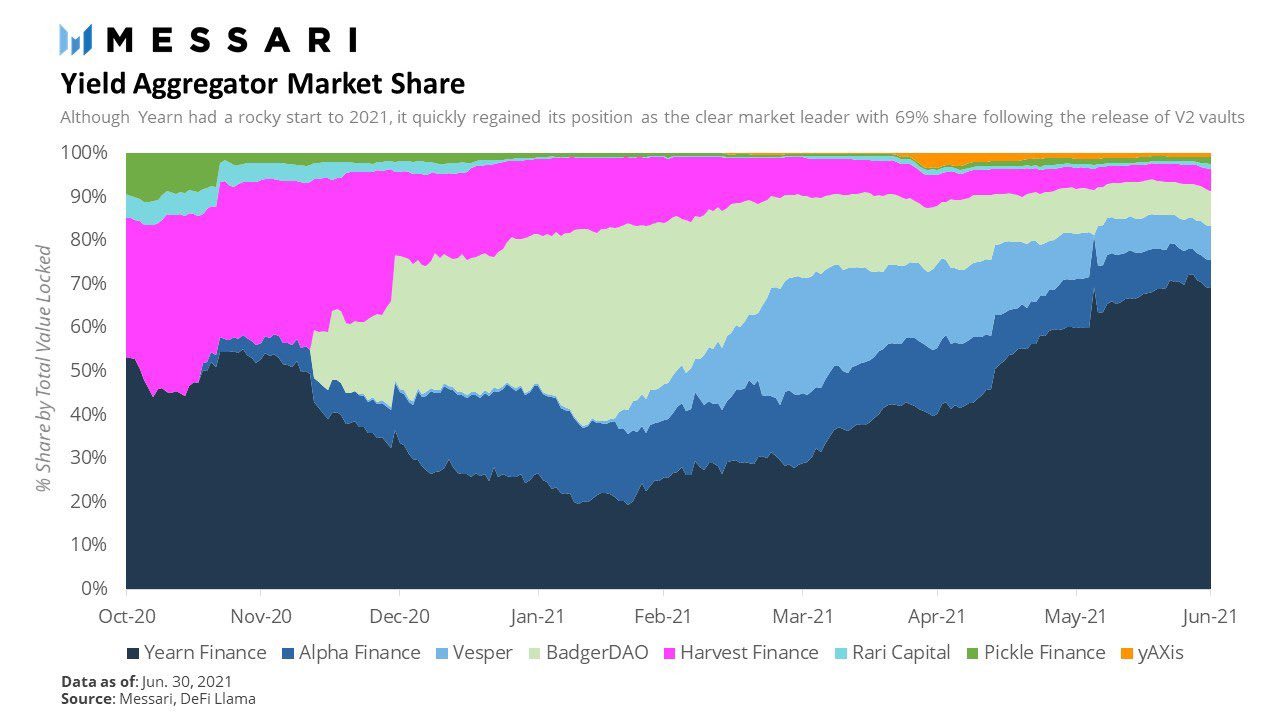 MESSARI
Yield Aggregator Market Share
Although Yearn had a rocky start to 2021, it quickly regained its position as the clear market leader with 69% share following the release of V2 vaults
% Share by Total Value Locked
100%
90%
80%
70%
60%
50%
40%
30%
20%
10%
0%
Oct-20 Nov-20 Dec-20 Jan-21 Feb-21 Mar-21 Apr-21 May-21 Jun-21
Yearn Finance Alpha Finance Vesper BadgerDAO Harvest Finance Rari Capital Pickle Finance yAXis
Data as of: Jun. 30, 2021
Source: Messari, DeFi Llama